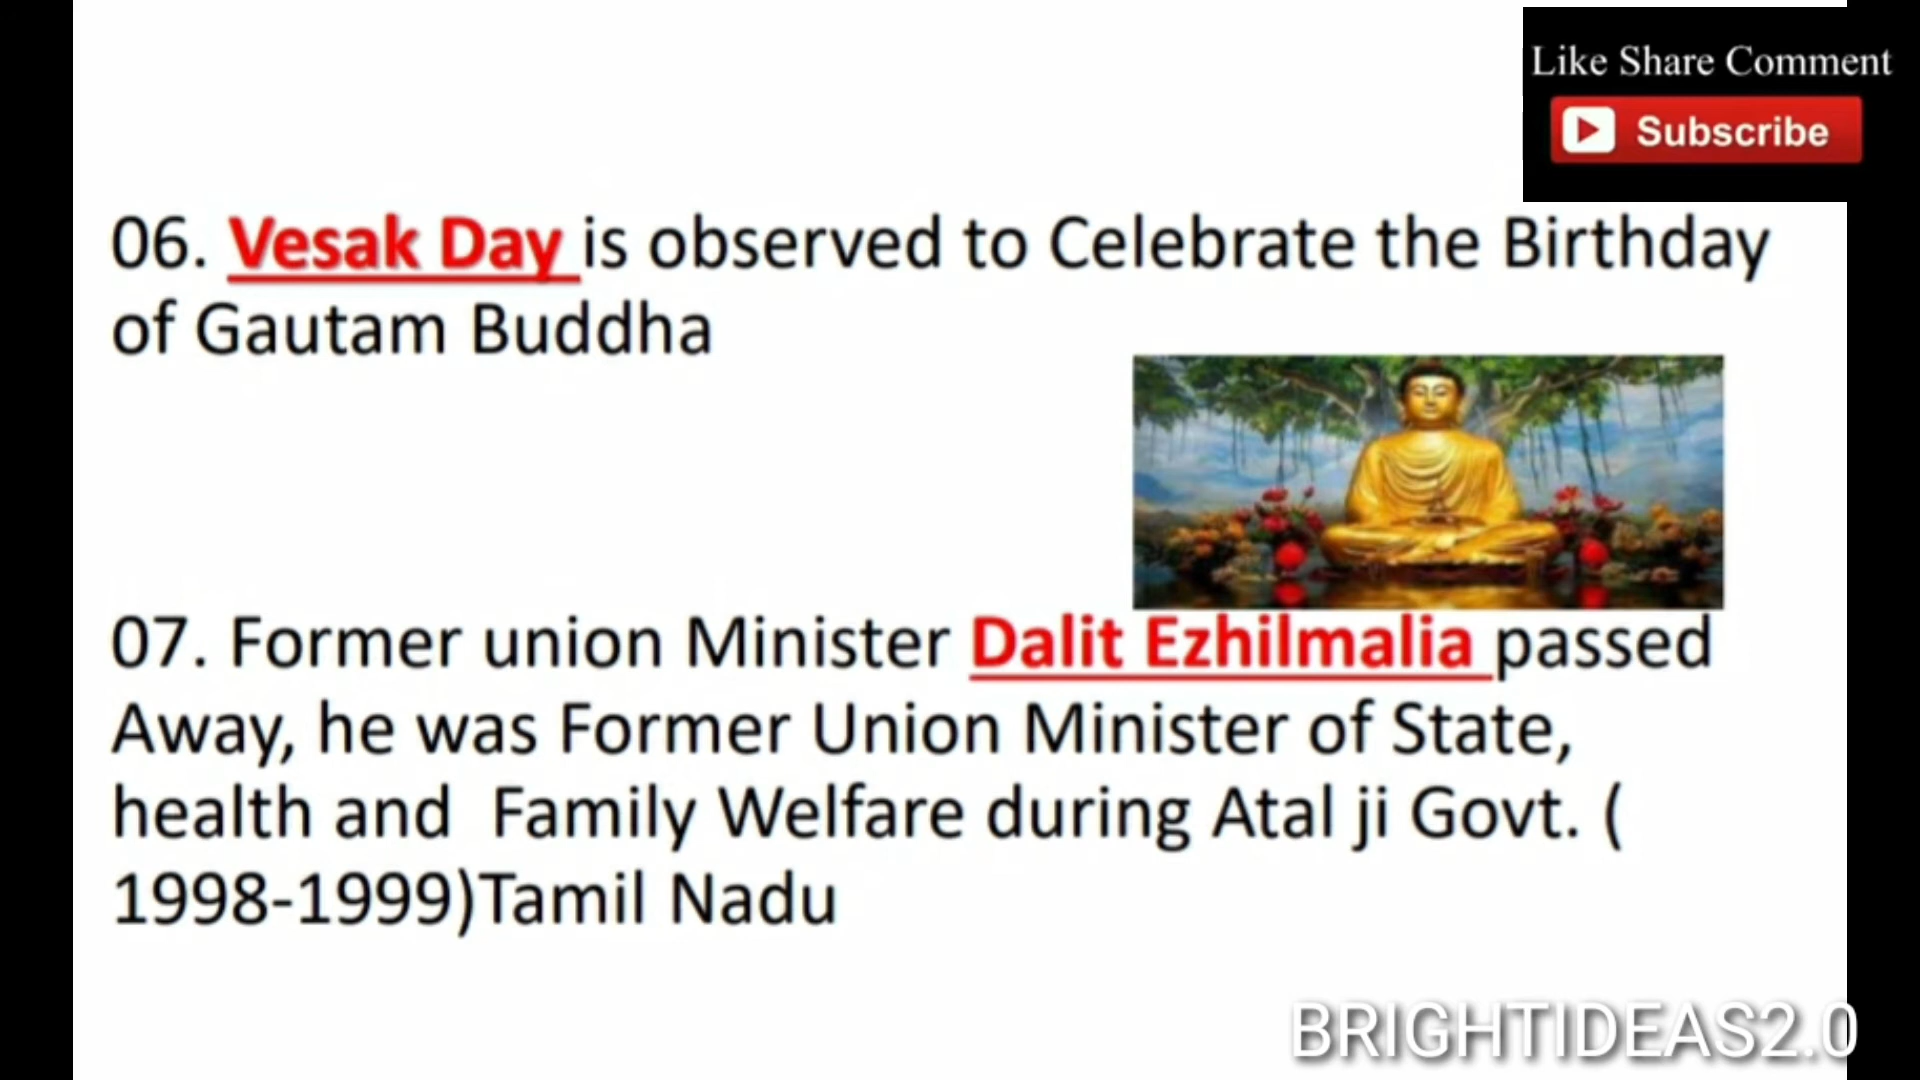 Like Share Comment
Subscribe
06. Vesak Day is observed to Celebrate the Birthday
of Gautam Buddha
07. Former union Minister Dalit Ezhilmalia passed
Away, he was Former Union Minister of State,
health and  Family Welfare during Atal ji Govt. (
1998-1999)Tamil Nadu
BRIGHTIDEAS2.0